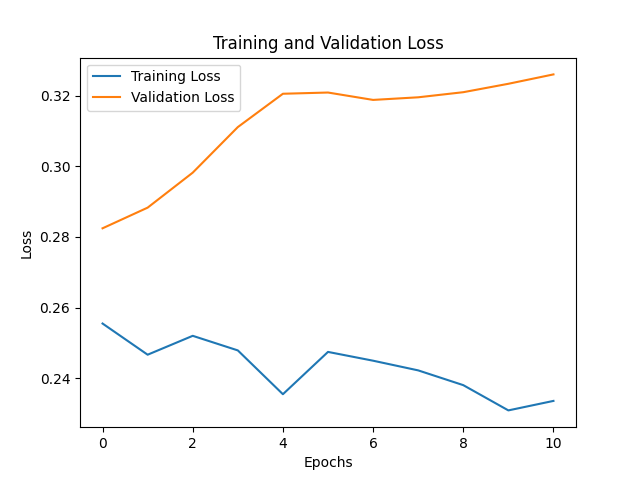 Training and Validation Loss
Training Loss
Validation Loss
0.32
0.30
0.28
0.26
0.24
Loss
0 2 4 6 8 10
Epochs